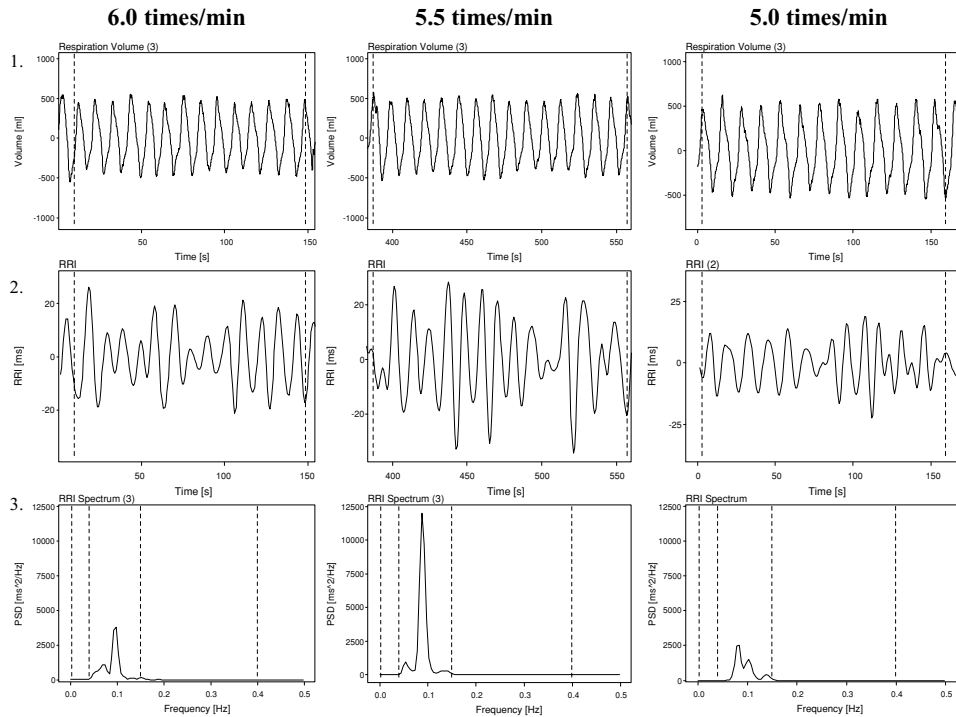 6.0 times/min 5.5 times/min 5.0 times/min
1.
Respiration Volume (3)
1000
500
0
-500
-1000
Volume [ml]
50 100 150
Time [s]
Respiration Volume (3)
1000
500
0
-500
-1000
Volume [ml]
400 450 500 550
Time [s]
Respiration Volume (3)
1000
500
0
-500
Volume [ml]
0 50 100 150
Time [s]
2.
RRI
20
0
-20
RRI [ms]
50 100 150
Time [s]
RRI
20
0
-20
RRI [ms]
400 450 500 550
Time [s]
RRI (2)
25
0
-25
RRI [ms]
0 50 100 150
Time [s]
3.
RRI Spectrum (3)
12500
10000
7500
5000
2500
0
PSD [ms^2/Hz]
0.0 0.1 0.2 0.3 0.4 0.5
Frequency [Hz]
RRI Spectrum (3)
12500
10000
7500
5000
2500
0
PSD [ms^2/Hz]
0.0 0.1 0.2 0.3 0.4 0.5
Frequency [Hz]
RRI Spectrum
12500
10000
7500
5000
2500
0
PSD [ms^2/Hz]
0.0 0.1 0.2 0.3 0.4 0.5
Frequency [Hz]